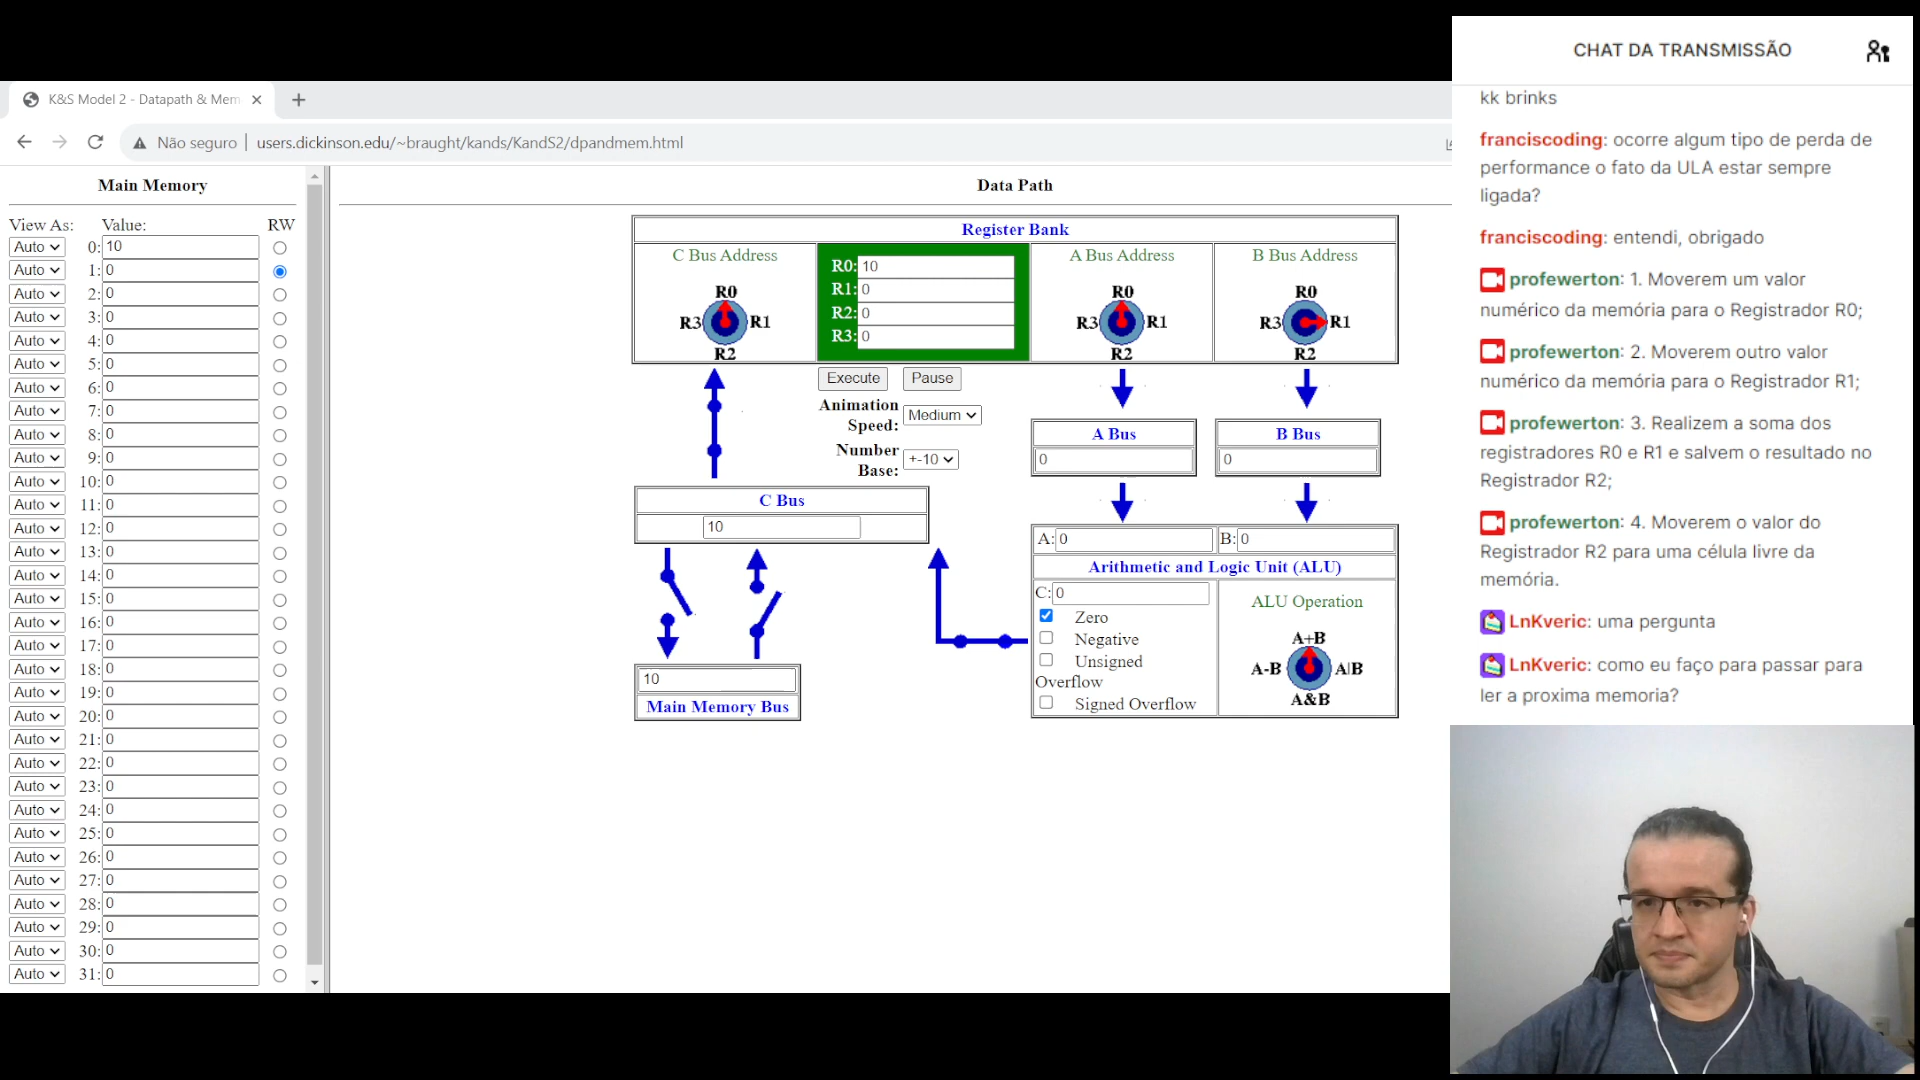 K&S Model 2 - Datapath & Mem
Não seguro
users.dickinson.edu/~braught/kands/KandS2/dpandmem.html
Main Memory
View As: Value: RW
Auto 0: 10
Auto 1: 0
Auto 2: 0
Auto 3: 0
Auto 4: 0
Auto 5: 0
Auto 6: 0
Auto 7: 0
Auto 8: 0
Auto 9: 0
Auto 10: 0
Auto 11: 0
Auto 12: 0
Auto 13: 0
Auto 14: 0
Auto 15: 0
Auto 16: 0
Auto 17: 0
Auto 18: 0
Auto 19: 0
Auto 20: 0
Auto 21: 0
Auto 22: 0
Auto 23: 0
Auto 24: 0
Auto 25: 0
Auto 26: 0
Auto 27: 0
Auto 28: 0
Auto 29: 0
Auto 30: 0
Auto 31: 0
Data Path
Register Bank
C Bus Address
R0
R3 R1
R2
R0: 10
R1: 0
R2: 0
R3: 0
A Bus Address
R0
R3 R1
R2
B Bus Address
R0
R3 R1
R2
Execute Pause
Animation
Speed: Medium
Number
Base: +-10
A Bus
0
B Bus
0
C Bus
10
10
Main Memory Bus
A: 0 B: 0
Arithmetic and Logic Unit (ALU)
C: 0
Zero
Negative
Unsigned
Overflow
Signed Overflow
ALU Operation
A+B
A-B A|B
A&B
CHAT DA TRANSMISSÃO
kk brinks
franciscoding: ocorre algum tipo de perda de
performance o fato da ULA estar sempre
ligada?
franciscoding: entendi, obrigado
profewerton: 1. Moverem um valor
numérico da memória para o Registrador R0;
profewerton: 2. Moverem outro valor
numérico da memória para o Registrador R1;
profewerton: 3. Realizem a soma dos
registradores R0 e R1 e salvem o resultado no
Registrador R2;
profewerton: 4. Moverem o valor do
Registrador R2 para uma célula livre da
memória.
LnKveric: uma pergunta
LnKveric: como eu faço para passar para
ler a proxima memoria?